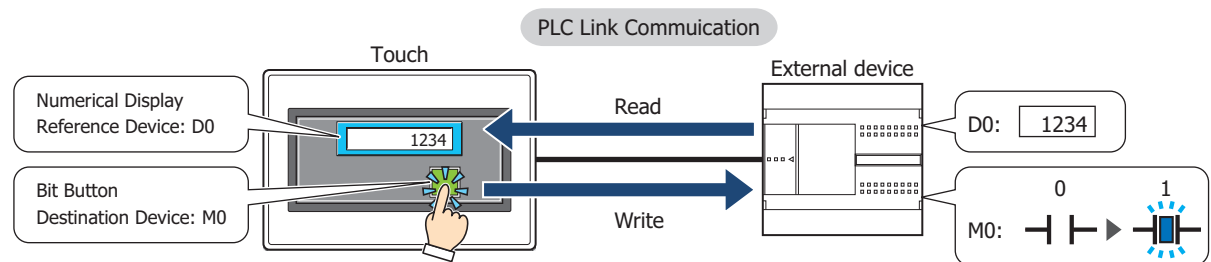 PLC Link Commuication
Touch
External device
Numerical Display
Reference Device: D0
1234
Read
D0: 1234
Bit Button
Destination Device: M0
Write
0 1
M0: